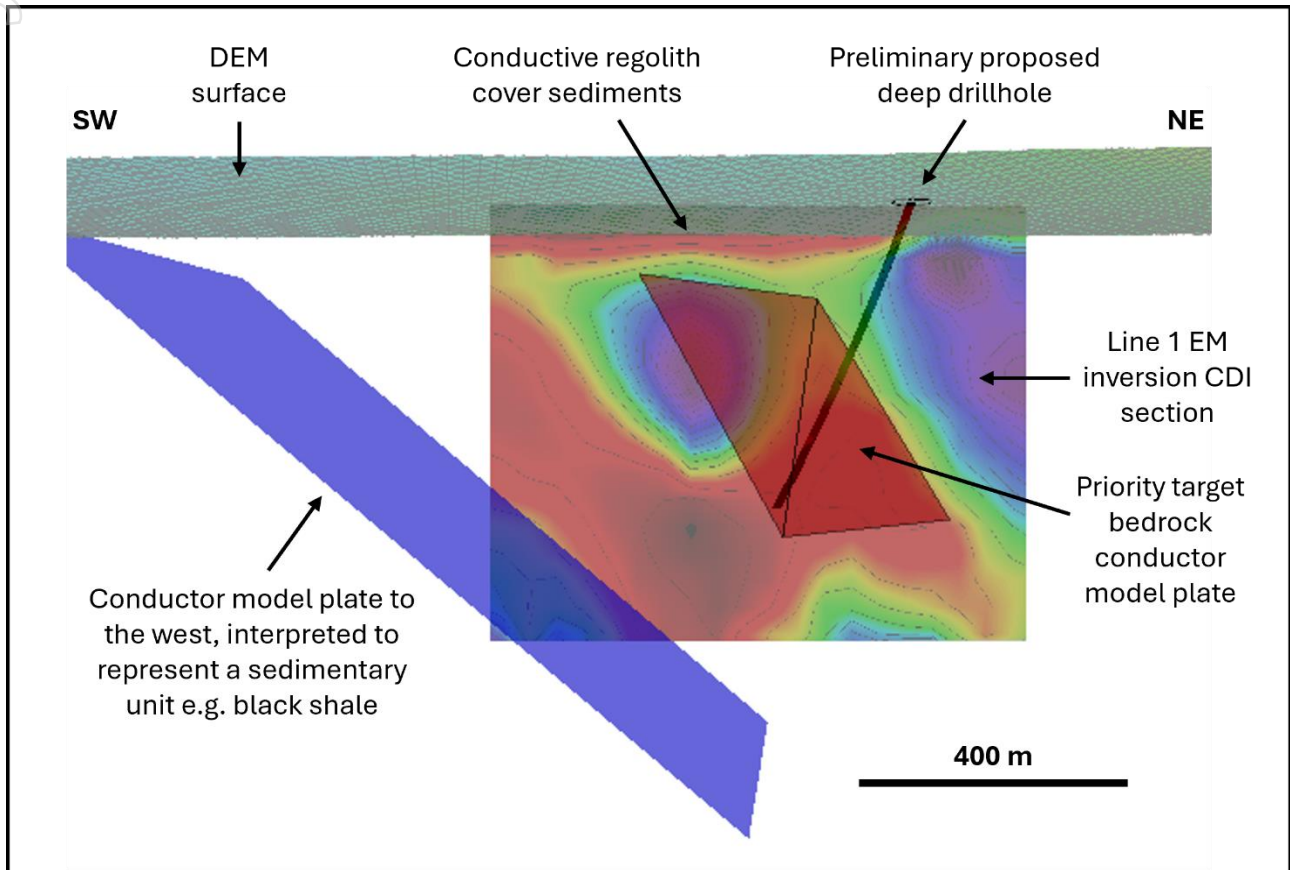 DEM
surface
Conductive regolith
cover sediments
Preliminary proposed
deep drillhole
SW
NE
Line 1 EM
inversion CDI
section
Priority target
bedrock
conductor
model plate
Conductor model plate to
the west, interpreted to
represent a sedimentary
unit e.g. black shale
400 m